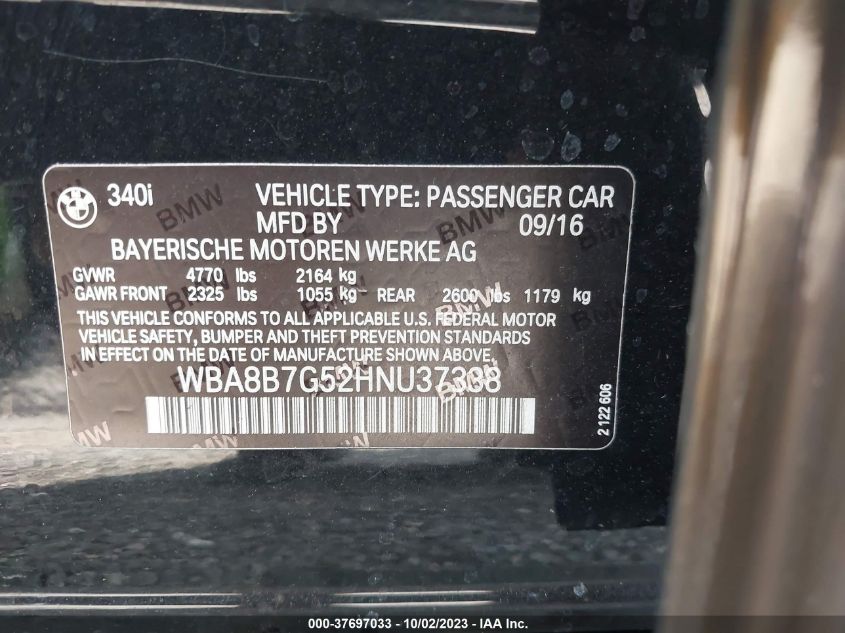 340i VEHICLE TYPE: PASSENGER CAR
MFD BY 09/16
BAYERISCHE MOTOREN WERKE AG
GVWR 4770 lbs 2164 kg
GAWR FRONT 2325 lbs 1055 kg - REAR 2600 lbs 1179 kg
THIS VEHICLE CONFORMS TO ALL APPLICABLE U.S. FEDERAL MOTOR
VEHICLE SAFETY, BUMPER AND THEFT PREVENTION STANDARDS
IN EFFECT ON THE DATE OF MANUFACTURE SHOWN ABOVE.
WBA8B7G52HNU37398
2 122 606
000-37697033 - 10/02/2023 - IAA Inc.